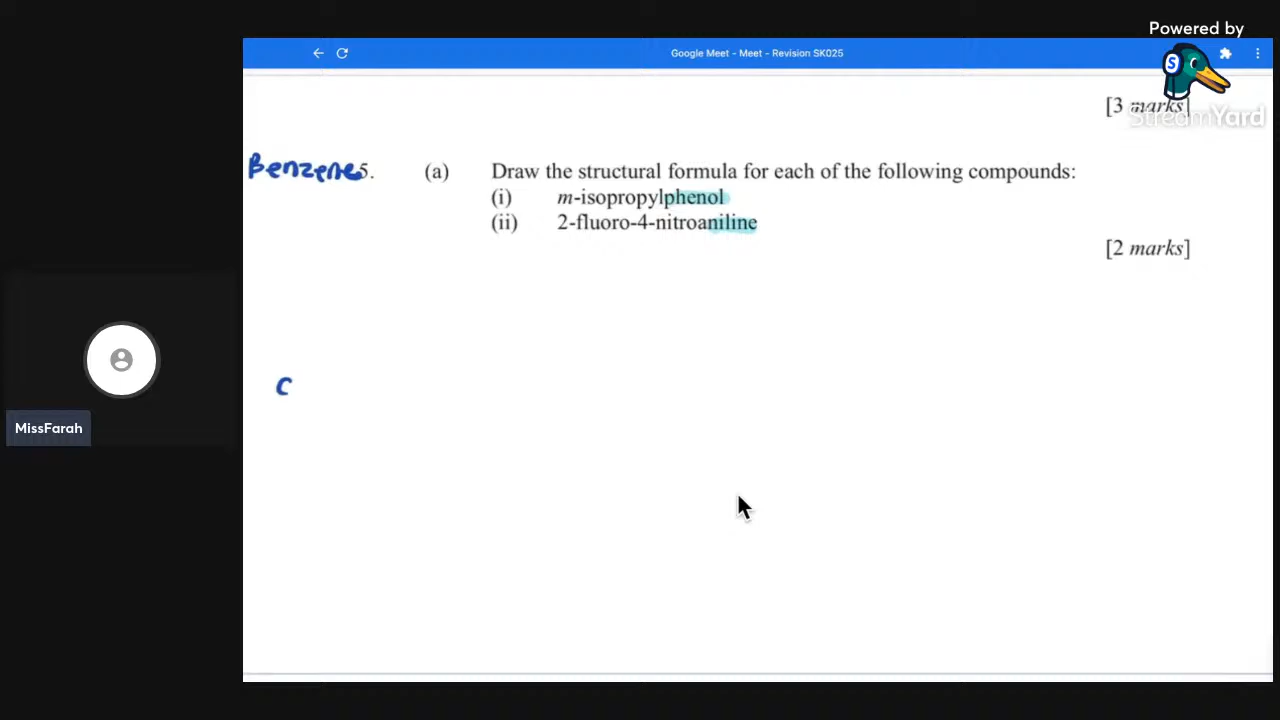 Powered by
Google Meet - Meet - Revision SK025
[3 marks]
StreamYard
Benzene 5. (a) Draw the structural formula for each of the following compounds:
(i) m-isopropylphenol
(ii) 2-fluoro-4-nitroaniline
[2 marks]
C
MissFarah